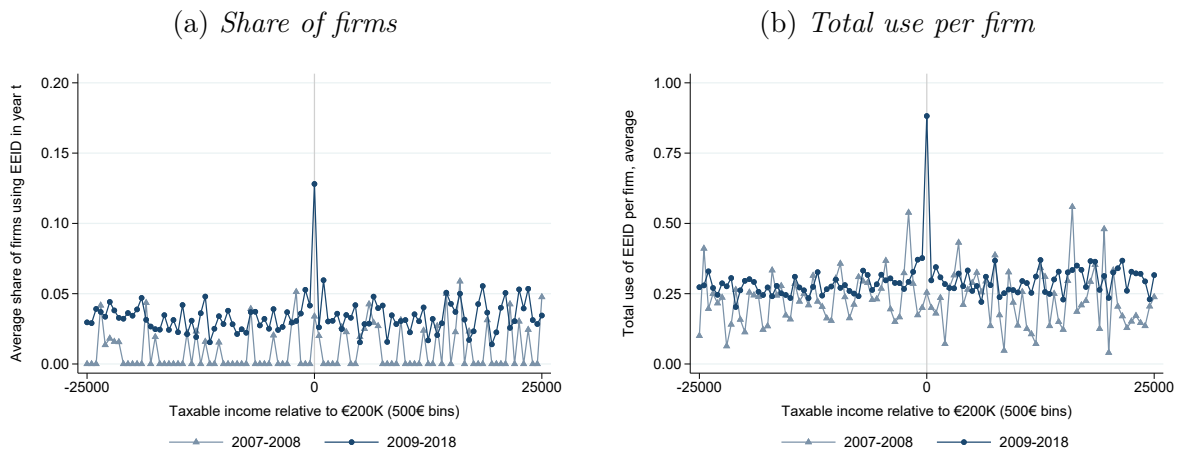 (a) Share of firms
Average share of firms using EEID in year t
0.20
0.15
0.10
0.05
0.00
-25000 0 25000
Taxable income relative to €200K (500€ bins)
2007-2008 2009-2018
(b) Total use per firm
Total use of EEID per firm, average
1.00
0.75
0.50
0.25
0.00
-25000 0 25000
Taxable income relative to €200K (500€ bins)
2007-2008 2009-2018